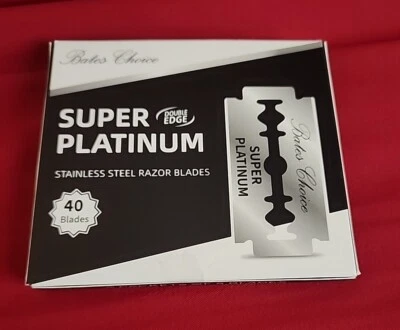 Bates Choice
SUPER DOUBLE EDGE
PLATINUM
STAINLESS STEEL RAZOR BLADES
40
Blades
Bates Choice
SUPER
PLATINUM